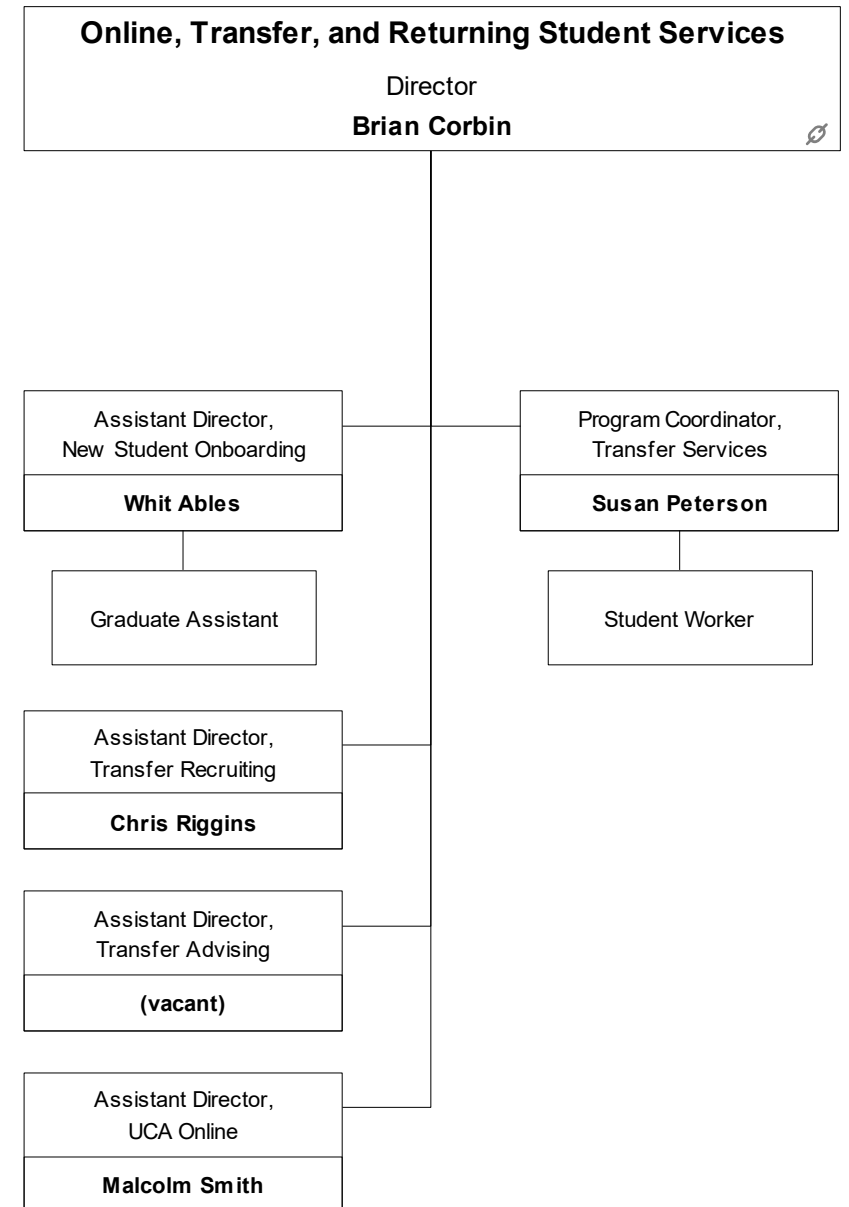 Online, Transfer, and Returning Student Services
Director
Brian Corbin
Assistant Director,
New Student Onboarding
Whit Ables
Graduate Assistant
Program Coordinator,
Transfer Services
Susan Peterson
Student Worker
Assistant Director,
Transfer Recruiting
Chris Riggins
Assistant Director,
Transfer Advising
(vacant)
Assistant Director,
UCA Online
Malcolm Smith